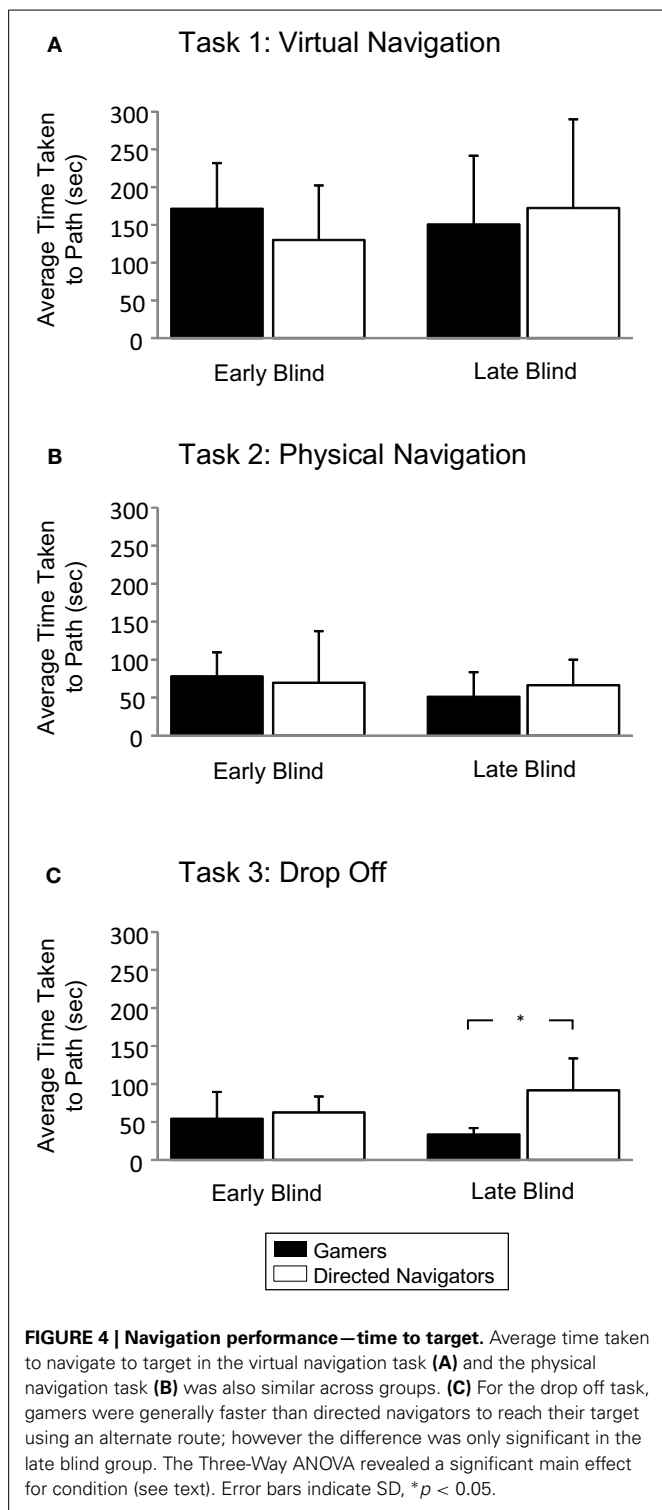 A Task 1: Virtual Navigation
Average Time Taken
to Path (sec)
300
250
200
150
100
50
0
Early Blind Late Blind
B Task 2: Physical Navigation
Average Time Taken
to Path (sec)
300
250
200
150
100
50
0
Early Blind Late Blind
C Task 3: Drop Off
Average Time Taken
to Path (sec)
300
250
200
150
100
50
0
*
Early Blind Late Blind
Gamers
Directed Navigators
FIGURE 4 | Navigation performance—time to target. Average time taken
to navigate to target in the virtual navigation task (A) and the physical
navigation task (B) was also similar across groups. (C) For the drop off task,
gamers were generally faster than directed navigators to reach their target
using an alternate route; however the difference was only significant in the
late blind group. The Three-Way ANOVA revealed a significant main effect
for condition (see text). Error bars indicate SD, *p < 0.05.